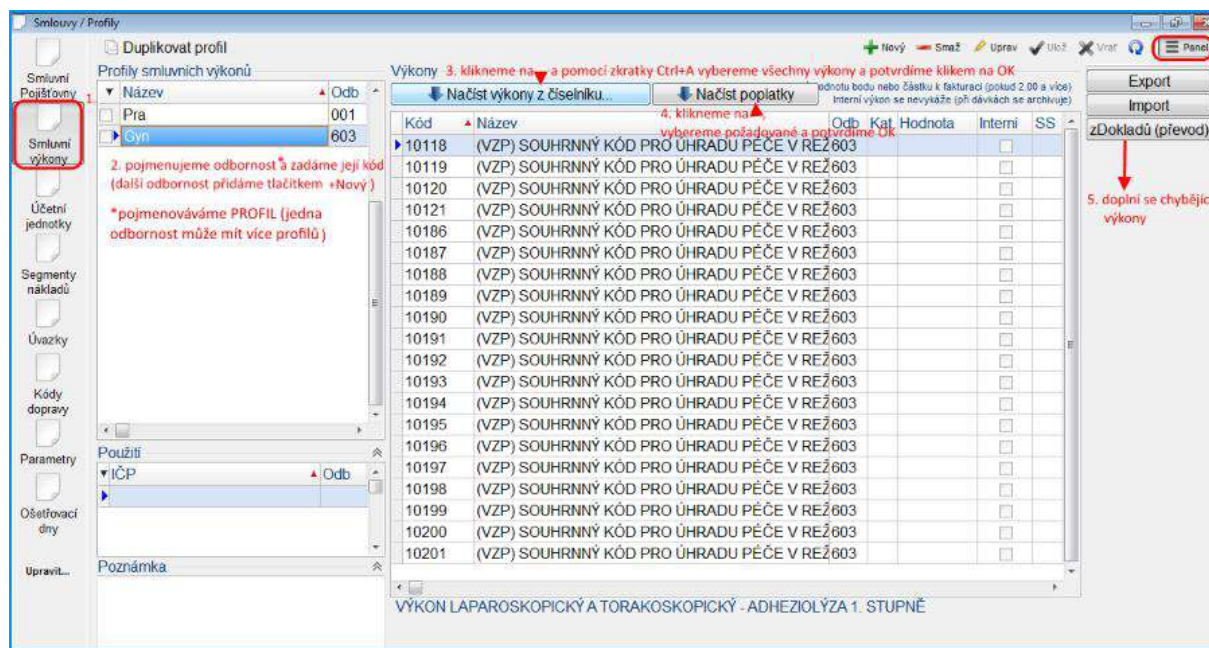 Smlouvy / Profily
Duplikovat profil
Nový Smaž Uprav Ulož Vrať Panel
Smluvní
Pojišťovny
1.
Smluvní
výkony
Účetní
jednotky
Segmenty
nákladů
Úvazky
Kódy
dopravy
Parametry
Ošetřovací
dny
Upravit...
Profily smluvních výkonů
Název Odb
Pra 001
Gyn 603
2. pojmenujeme odbornost*a zadáme její kód
(další odbornost přidáme tlačítkem +Nový)
*pojmenováváme PROFIL (jedna
odbornost může mít více profilů)
Použití
IČP Odb
Poznámka
Výkony 3. klikneme na a pomocí zkratky Ctrl+A vybereme všechny výkony a potvrdíme klikem na OK
Načíst výkony z číselníku... Načíst poplatky
odnotu bodu nebo částku k fakturaci (pokud 2.00 a více)
Interní výkon se nevykáže (při dávkách se archivuje)
4. klikneme na ,
vybereme požadované a potvrdíme OK
Kód Název Odb Kat Hodnota Interní SS
10118 (VZP) SOUHRNNÝ KÓD PRO ÚHRADU PÉČE V REŽ 603
10119 (VZP) SOUHRNNÝ KÓD PRO ÚHRADU PÉČE V REŽ 603
10120 (VZP) SOUHRNNÝ KÓD PRO ÚHRADU PÉČE V REŽ 603
10121 (VZP) SOUHRNNÝ KÓD PRO ÚHRADU PÉČE V REŽ 603
10186 (VZP) SOUHRNNÝ KÓD PRO ÚHRADU PÉČE V REŽ 603
10187 (VZP) SOUHRNNÝ KÓD PRO ÚHRADU PÉČE V REŽ 603
10188 (VZP) SOUHRNNÝ KÓD PRO ÚHRADU PÉČE V REŽ 603
10189 (VZP) SOUHRNNÝ KÓD PRO ÚHRADU PÉČE V REŽ 603
10190 (VZP) SOUHRNNÝ KÓD PRO ÚHRADU PÉČE V REŽ 603
10191 (VZP) SOUHRNNÝ KÓD PRO ÚHRADU PÉČE V REŽ 603
10192 (VZP) SOUHRNNÝ KÓD PRO ÚHRADU PÉČE V REŽ 603
10193 (VZP) SOUHRNNÝ KÓD PRO ÚHRADU PÉČE V REŽ 603
10194 (VZP) SOUHRNNÝ KÓD PRO ÚHRADU PÉČE V REŽ 603
10195 (VZP) SOUHRNNÝ KÓD PRO ÚHRADU PÉČE V REŽ 603
10196 (VZP) SOUHRNNÝ KÓD PRO ÚHRADU PÉČE V REŽ 603
10197 (VZP) SOUHRNNÝ KÓD PRO ÚHRADU PÉČE V REŽ 603
10198 (VZP) SOUHRNNÝ KÓD PRO ÚHRADU PÉČE V REŽ 603
10199 (VZP) SOUHRNNÝ KÓD PRO ÚHRADU PÉČE V REŽ 603
10200 (VZP) SOUHRNNÝ KÓD PRO ÚHRADU PÉČE V REŽ 603
10201 (VZP) SOUHRNNÝ KÓD PRO ÚHRADU PÉČE V REŽ 603
VÝKON LAPAROSKOPICKÝ A TORAKOSKOPICKÝ - ADHEZIOLÝZA 1. STUPNĚ
Export
Import
zDokladů (převod)
5. doplní se chybějíc
výkony